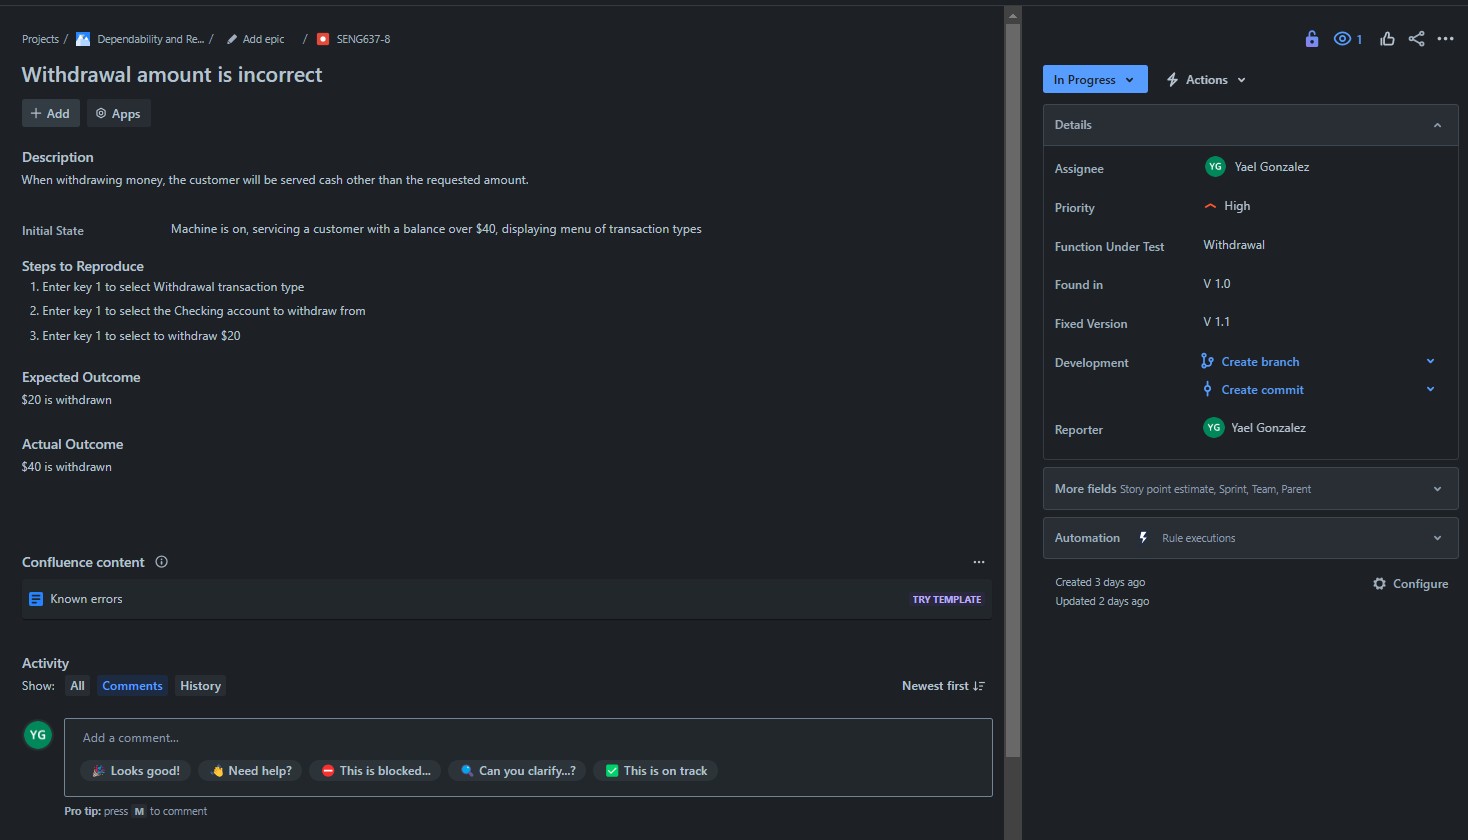 Projects / Dependability and Re... / Add epic / SENG637-8
Withdrawal amount is incorrect
+ Add Apps
Description
When withdrawing money, the customer will be served cash other than the requested amount.
Initial State Machine is on, servicing a customer with a balance over $40, displaying menu of transaction types
Steps to Reproduce
1. Enter key 1 to select Withdrawal transaction type
2. Enter key 1 to select the Checking account to withdraw from
3. Enter key 1 to select to withdraw $20
Expected Outcome
$20 is withdrawn
Actual Outcome
$40 is withdrawn
Confluence content
Known errors TRY TEMPLATE
Activity
Show: All Comments History Newest first
YG
Add a comment...
Looks good! Need help? This is blocked... Can you clarify...? This is on track
Pro tip: press M to comment
1
In Progress Actions
Details
Assignee YG Yael Gonzalez
Priority High
Function Under Test Withdrawal
Found in V 1.0
Fixed Version V 1.1
Development Create branch
Create commit
Reporter YG Yael Gonzalez
More fields Story point estimate, Sprint, Team, Parent
Automation Rule executions
Created 3 days ago Configure
Updated 2 days ago